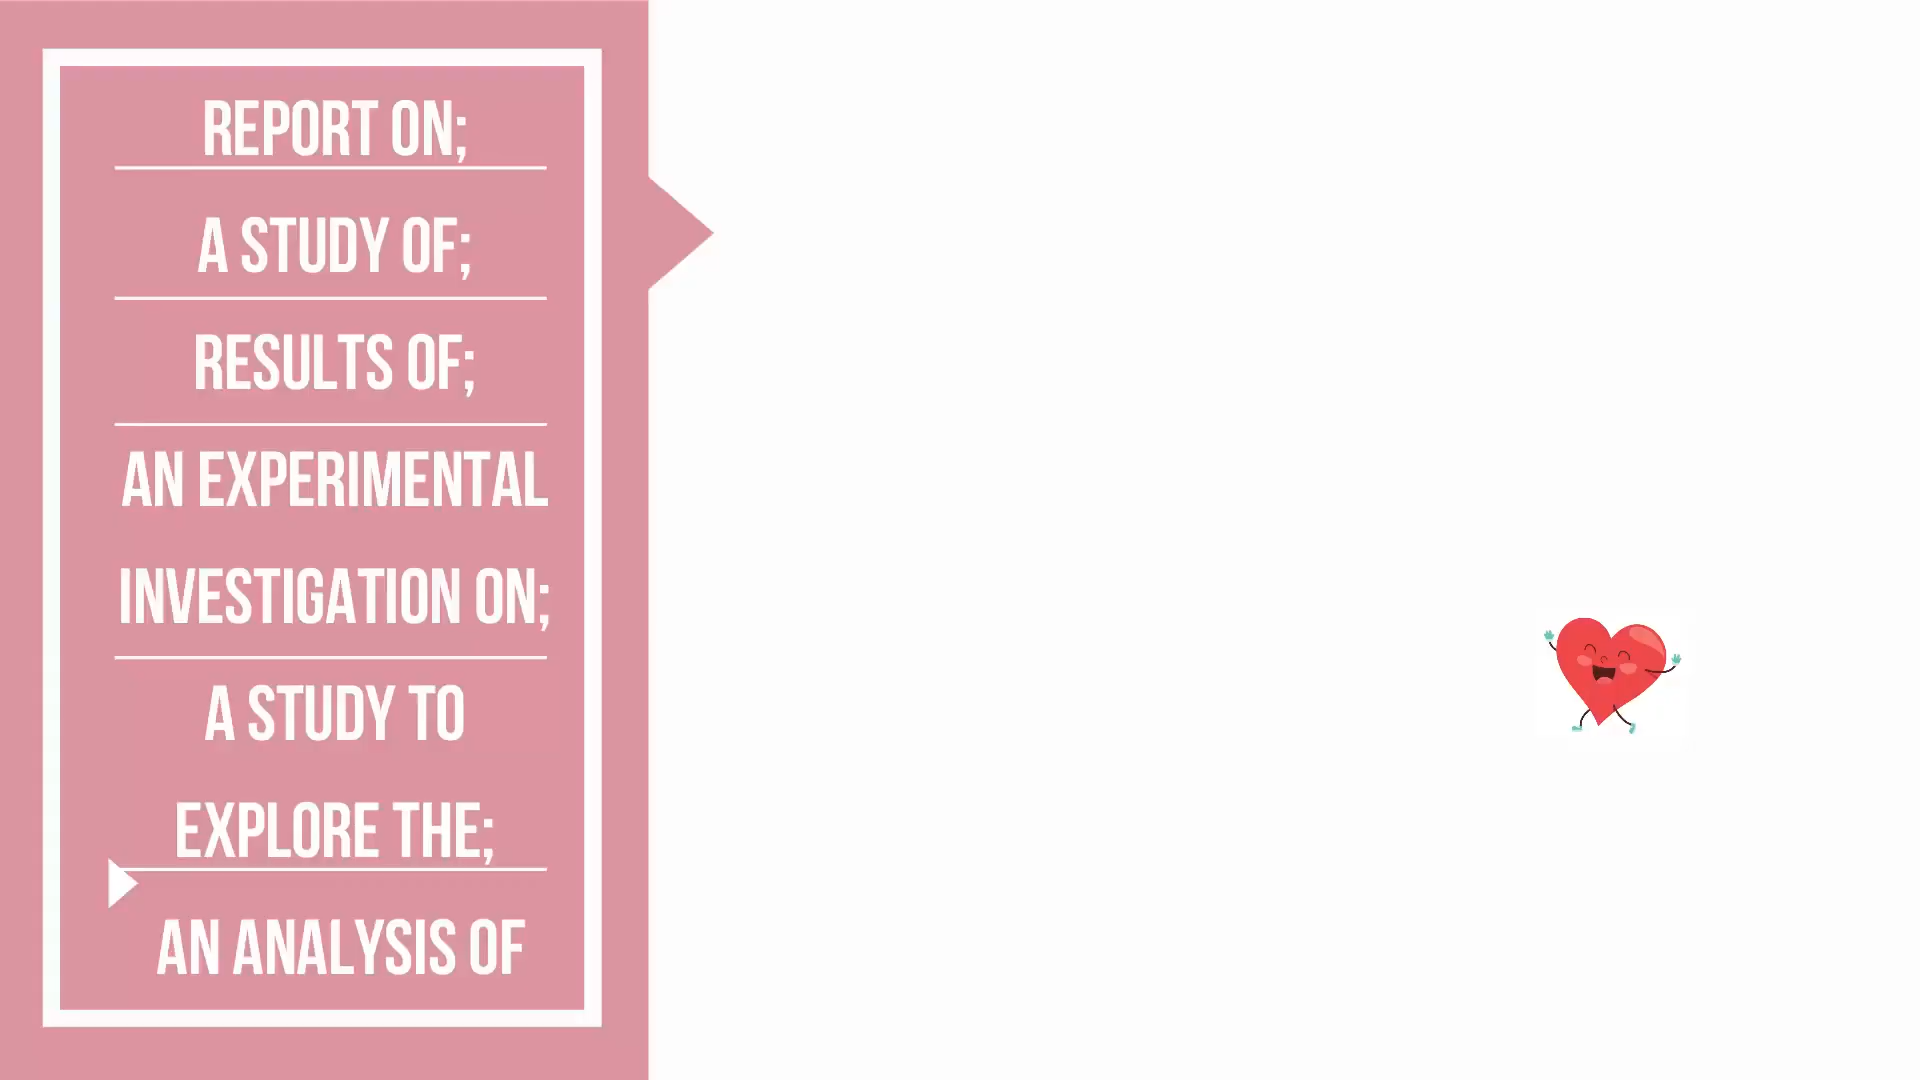 REPORT ON;
A STUDY OF;
RESULTS OF;
AN EXPERIMENTAL
INVESTIGATION ON;
A STUDY TO
EXPLORE THE;
AN ANALYSIS OF